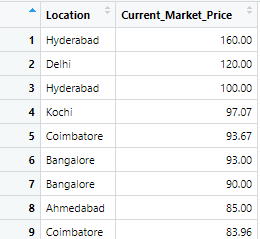 Location Current_Market_Price
1 Hyderabad 160.00
2 Delhi 120.00
3 Hyderabad 100.00
4 Kochi 97.07
5 Coimbatore 93.67
6 Bangalore 93.00
7 Bangalore 90.00
8 Ahmedabad 85.00
9 Coimbatore 83.96